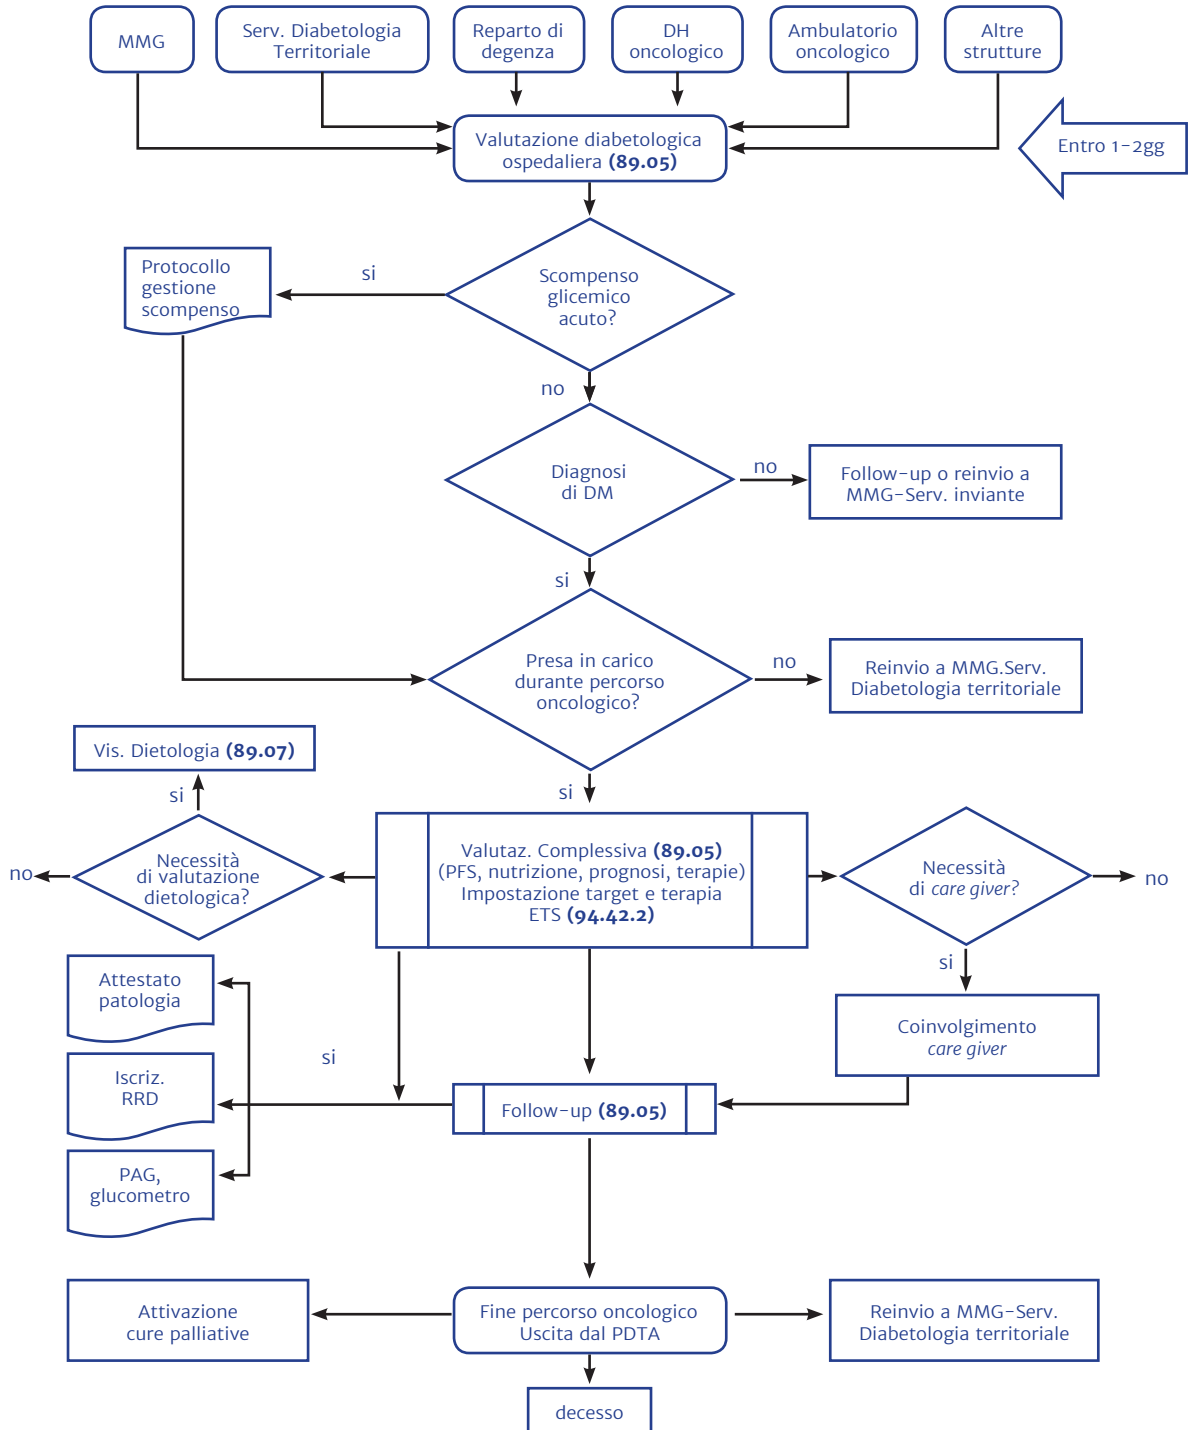 MMG
Serv. Diabetologia
Territoriale
Reparto di
degenza
DH
oncologico
Ambulatorio
oncologico
Altre
strutture
Valutazione diabetologica
ospedaliera (89.05)
Entro 1-2gg
Scompenso
glicemico
acuto?
si
Protocollo
gestione
scompenso
no
Diagnosi
di DM
no
Follow-up o reinvio a
MMG-Serv. inviante
si
Presa in carico
durante percorso
oncologico?
no
Reinvio a MMG.Serv.
Diabetologia territoriale
Vis. Dietologia (89.07)
si
si
Necessità
di valutazione
dietologica?
no
Valutaz. Complessiva (89.05)
(PFS, nutrizione, prognosi, terapie)
Impostazione target e terapia
ETS (94.42.2)
Necessità
di care giver?
no
si
Attestato
patologia
Coinvolgimento
care giver
si
Iscriz.
RRD
Follow-up (89.05)
PAG,
glucometro
Attivazione
cure palliative
Fine percorso oncologico
Uscita dal PDTA
Reinvio a MMG-Serv.
Diabetologia territoriale
decesso